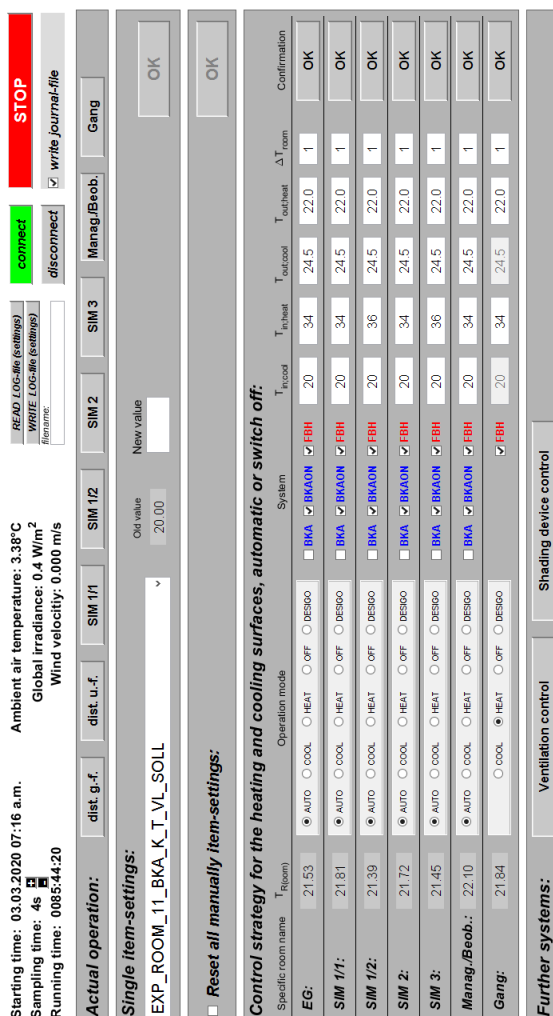 Starting time: 03.03.2020 07:16 a.m.
Sampling time: 4s
Running time: 0085:44:20
Ambient air temperature: 3.38°C
Global irradiance: 0.4 W/m²
Wind velocitiy: 0.000 m/s
READ LOG-file (settings)
WRITE LOG-file (settings)
filename:
connect
disconnect
STOP
write journal-file
Actual operation: dist. g.-f. dist. u.-f. SIM 1/1 SIM 1/2 SIM 2 SIM 3 Manag./Beob. Gang
Single item-settings:
Old value New value
EXP_ROOM_11_BKA_K_T_VL_SOLL 20.00 OK
Reset all manually item-settings: OK
Control strategy for the heating and cooling surfaces, automatic or switch off:
Specific room name T R(oom) Operation mode System T in;cool T in;heat T out;cool T out;heat Δ T room Confirmation
EG: 21.53 AUTO COOL HEAT OFF DESIGO BKA BKAON FBH 20 34 24.5 22.0 1 OK
SIM 1/1: 21.81 AUTO COOL HEAT OFF DESIGO BKA BKAON FBH 20 34 24.5 22.0 1 OK
SIM 1/2: 21.39 AUTO COOL HEAT OFF DESIGO BKA BKAON FBH 20 36 24.5 22.0 1 OK
SIM 2: 21.72 AUTO COOL HEAT OFF DESIGO BKA BKAON FBH 20 34 24.5 22.0 1 OK
SIM 3: 21.45 AUTO COOL HEAT OFF DESIGO BKA BKAON FBH 20 36 24.5 22.0 1 OK
Manag./Beob.: 22.10 AUTO COOL HEAT OFF DESIGO BKA BKAON FBH 20 34 24.5 22.0 1 OK
Gang: 21.84 COOL HEAT OFF DESIGO FBH 20 34 24.5 22.0 1 OK
Further systems: Ventilation control Shading device control